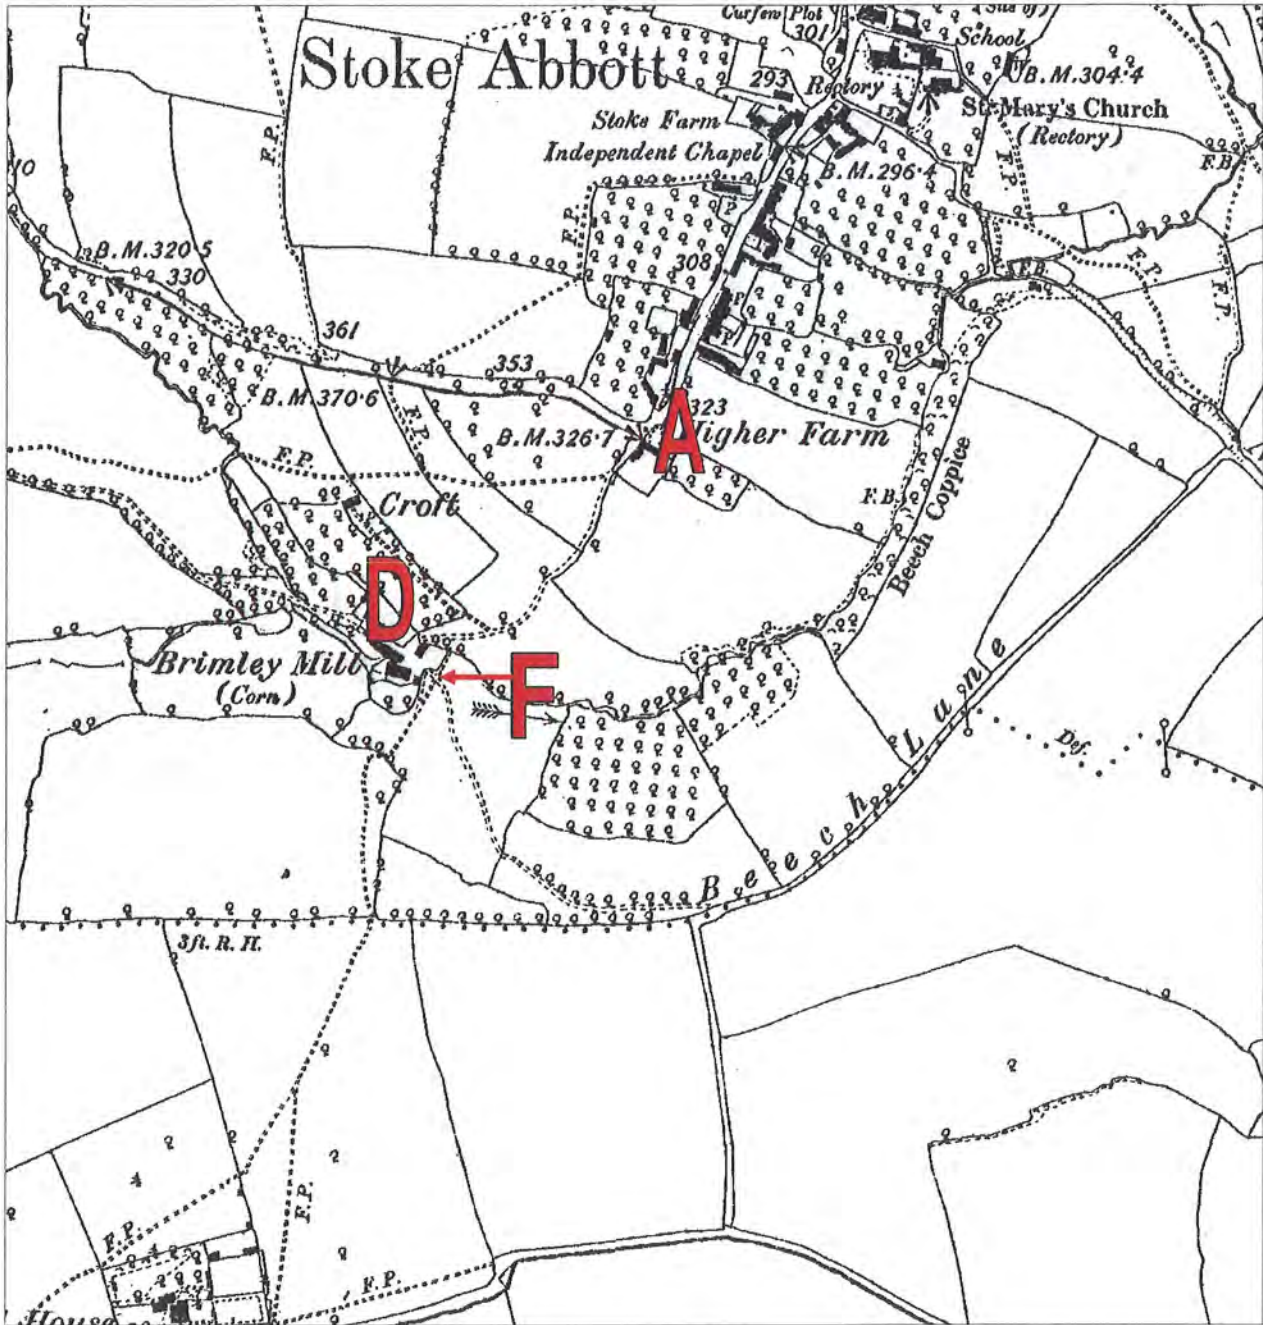 Curfew Plot
301
(Site of)
School
Stoke Abbott
293
Rectory
B.M.304·4
St. Mary's Church
(Rectory)
Stoke Farm
Independent Chapel
B.M.296·4
F.P.
F.P.
F.B.
F.P.
B.M.320·5
330
308
F.B.
F.P.
F.P.
361
353
B.M.370·6
F.P.
A
323
B.M.326·7
Higher Farm
F.P.
Croft
F.B.
Beech Coppice
D
Brimley Mill
(Corn)
F
Beech Lane
Def.
3ft. R.H.
F.P.
F.P.
F.P.
House